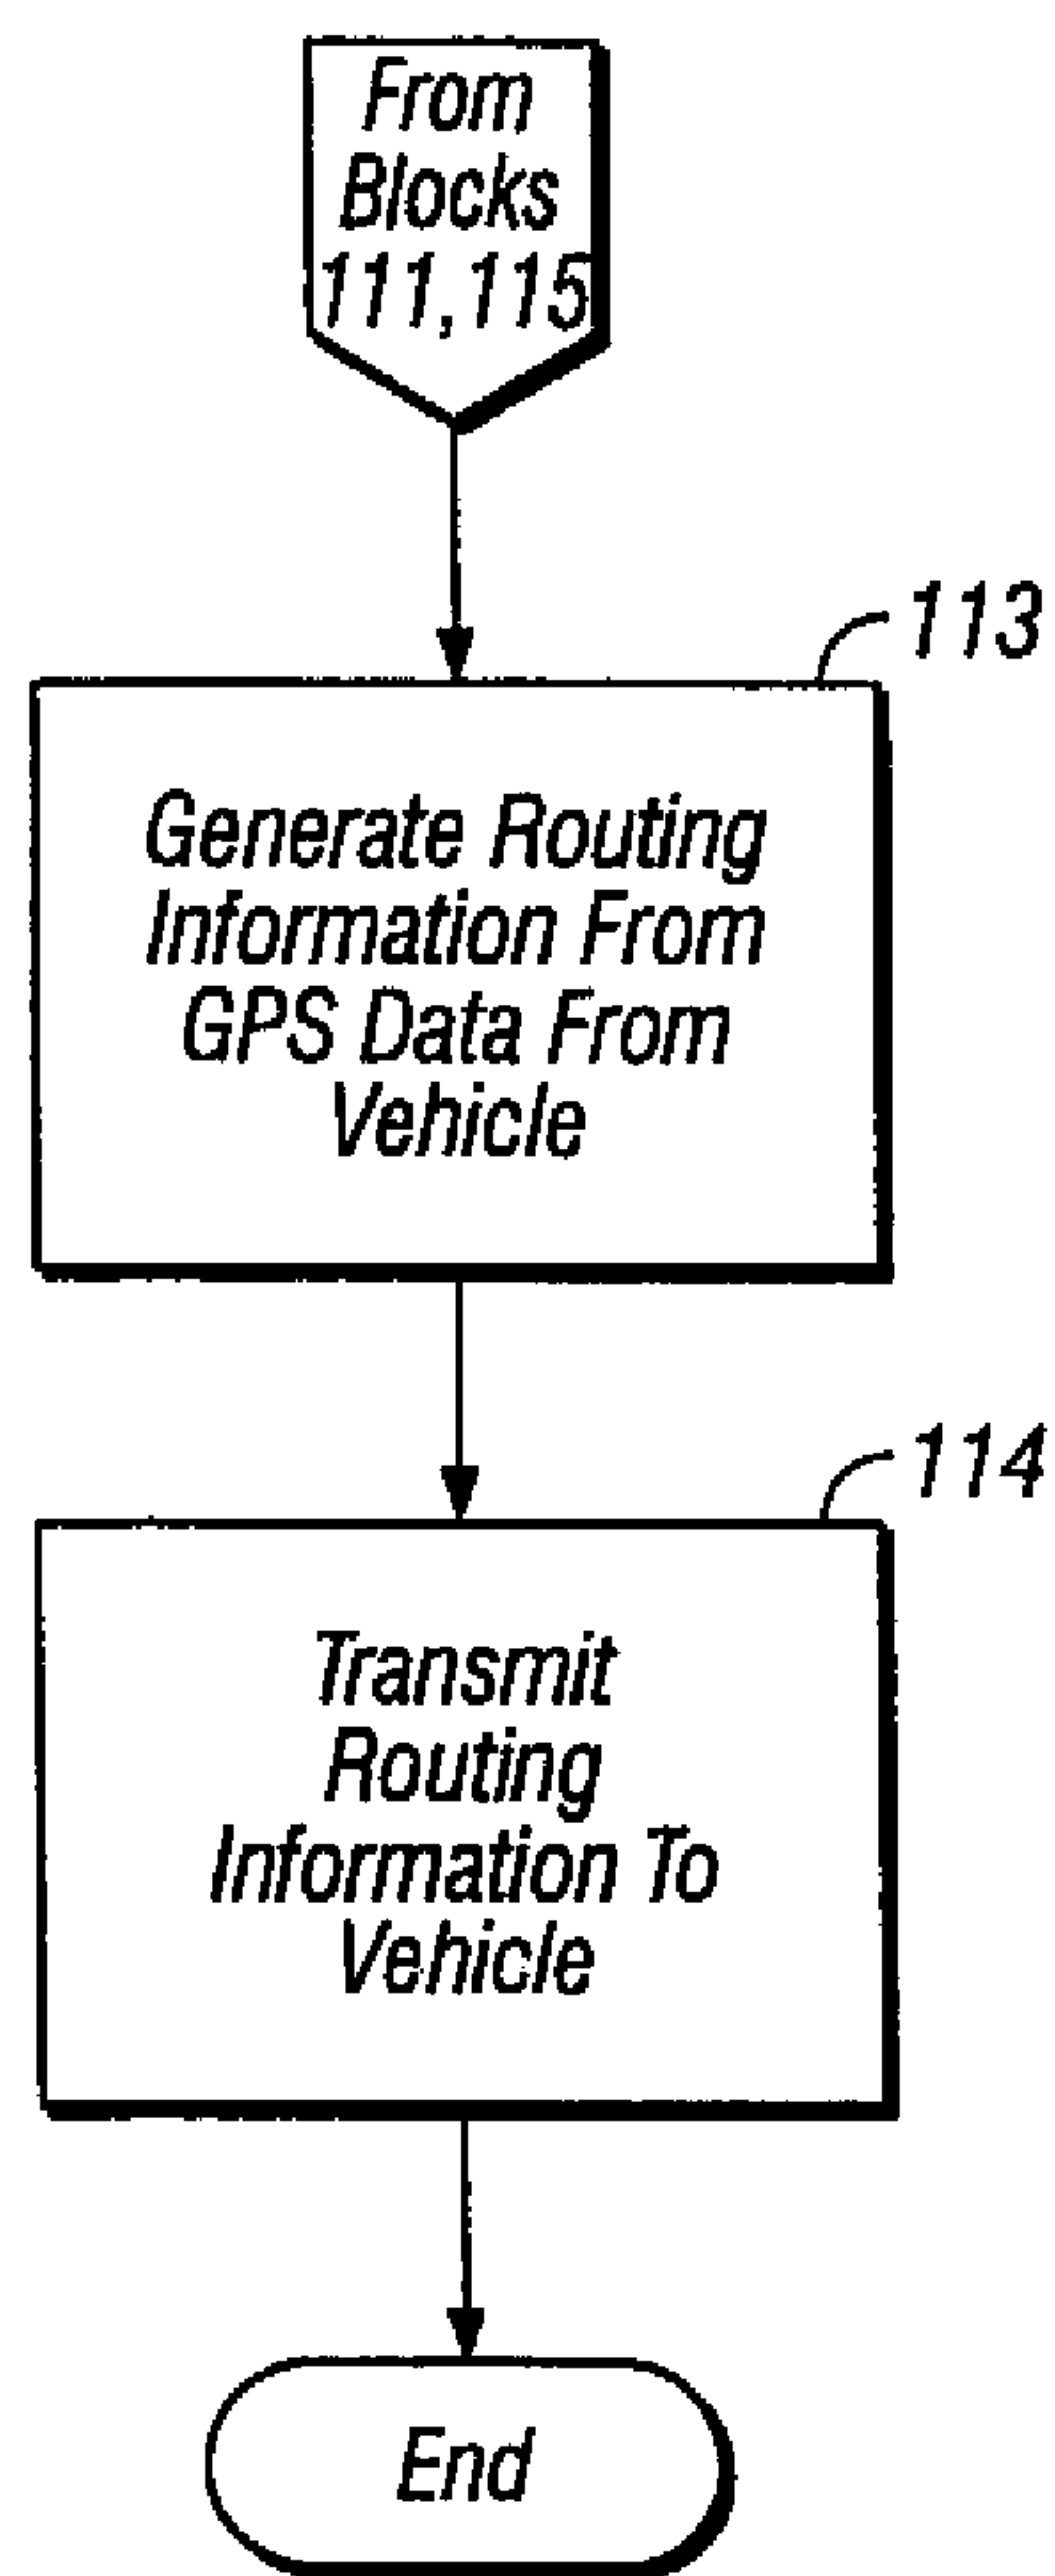 From
Blocks
111,115
113
Generate Routing
Information From
GPS Data From
Vehicle
114
Transmit
Routing
Information To
Vehicle
End